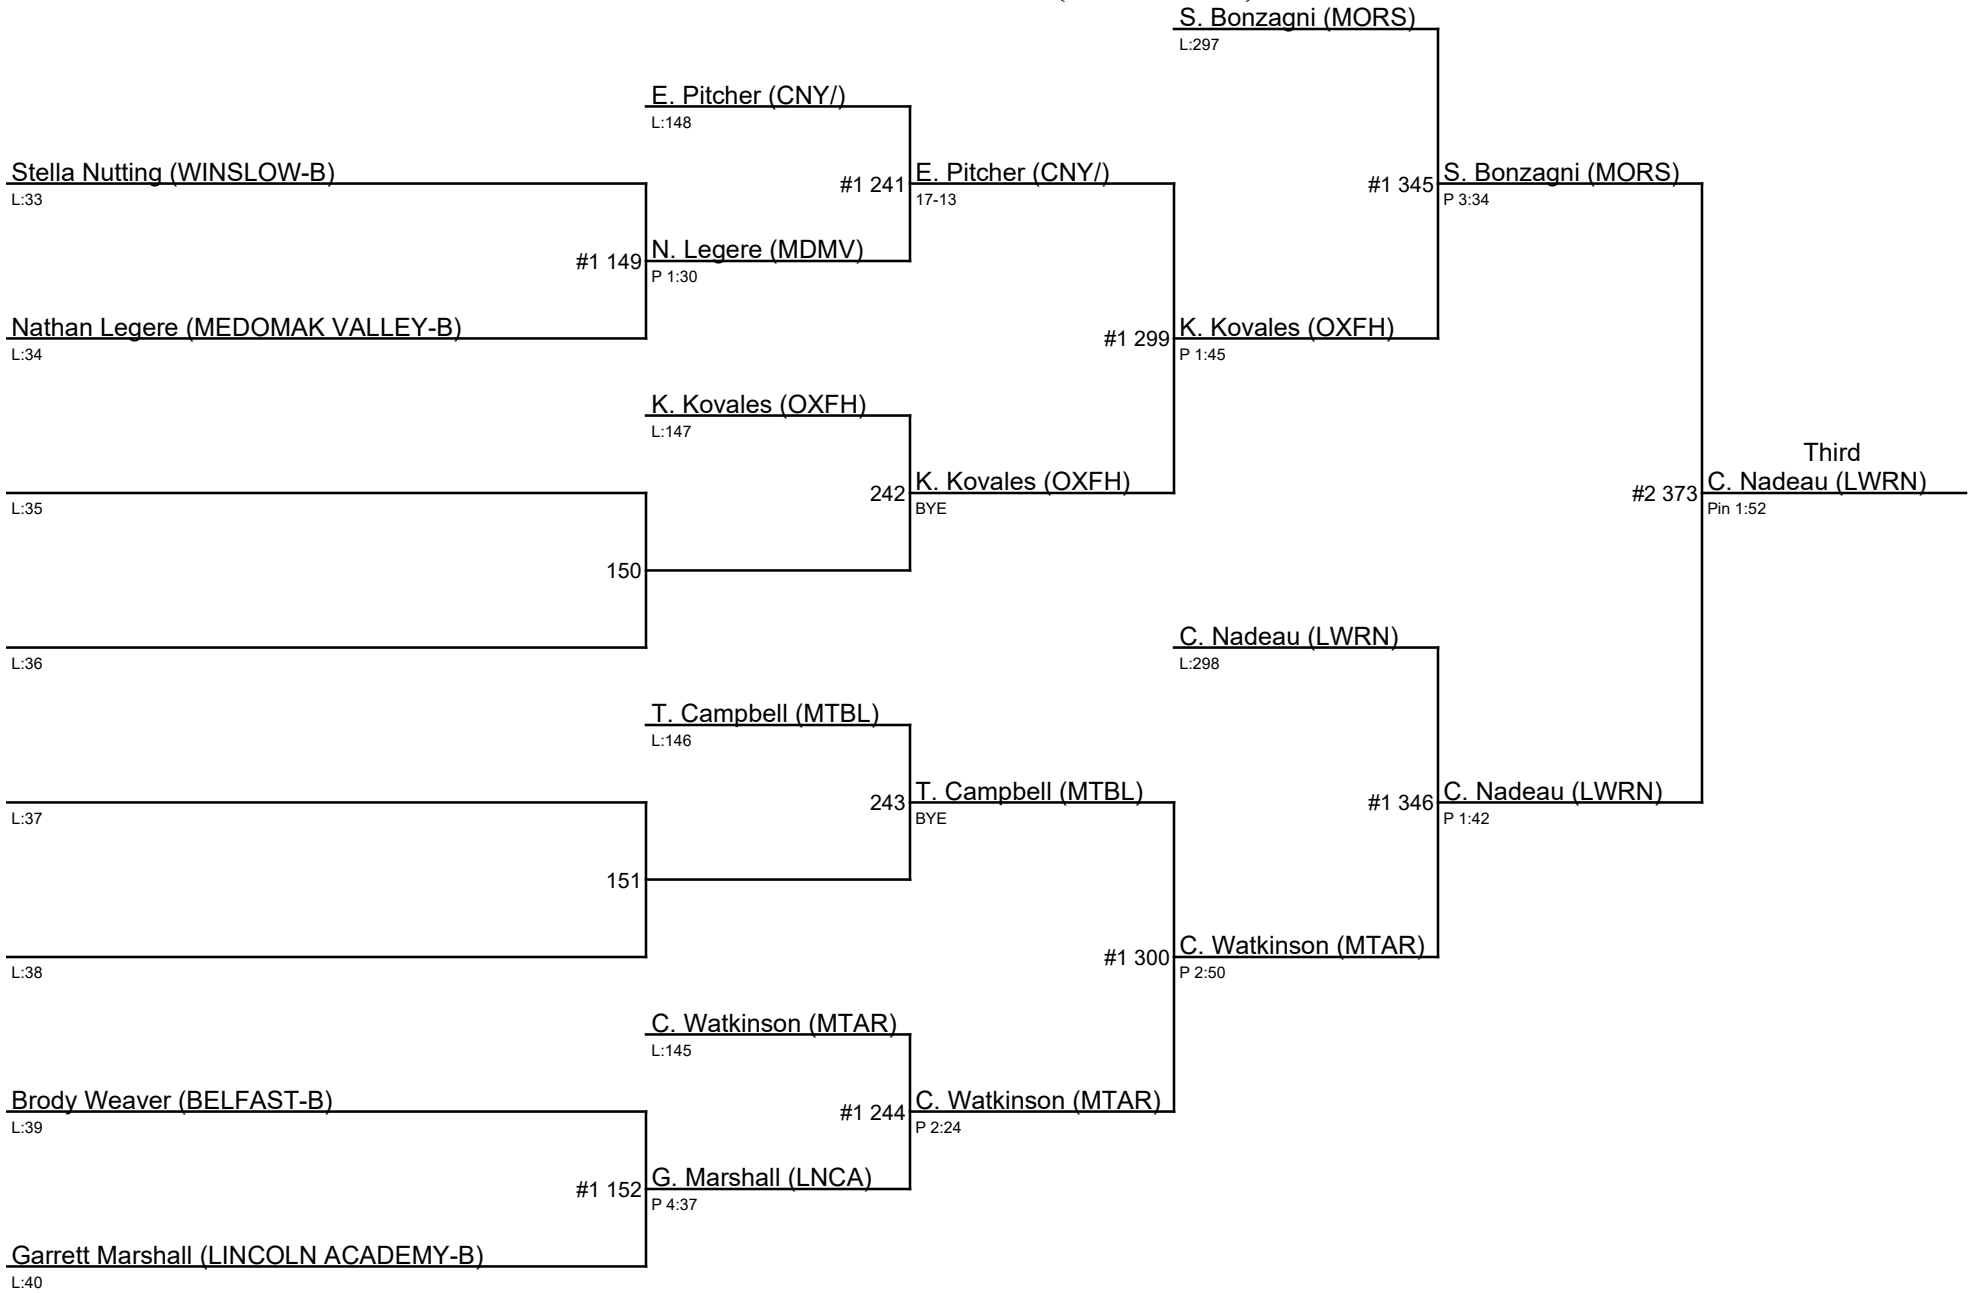 S. Bonzagni (MORS)
L:297
E. Pitcher (CNY/)
L:148
Stella Nutting (WINSLOW-B)
L:33
#1 241
E. Pitcher (CNY/)
17-13
#1 345
S. Bonzagni (MORS)
P 3:34
#1 149
N. Legere (MDMV)
P 1:30
Nathan Legere (MEDOMAK VALLEY-B)
L:34
#1 299
K. Kovales (OXFH)
P 1:45
K. Kovales (OXFH)
L:147
Third
L:35
242
K. Kovales (OXFH)
BYE
#2 373
C. Nadeau (LWRN)
Pin 1:52
150
L:36
C. Nadeau (LWRN)
L:298
T. Campbell (MTBL)
L:146
L:37
243
T. Campbell (MTBL)
BYE
#1 346
C. Nadeau (LWRN)
P 1:42
151
L:38
#1 300
C. Watkinson (MTAR)
P 2:50
C. Watkinson (MTAR)
L:145
Brody Weaver (BELFAST-B)
L:39
#1 244
C. Watkinson (MTAR)
P 2:24
#1 152
G. Marshall (LNCA)
P 4:37
Garrett Marshall (LINCOLN ACADEMY-B)
L:40